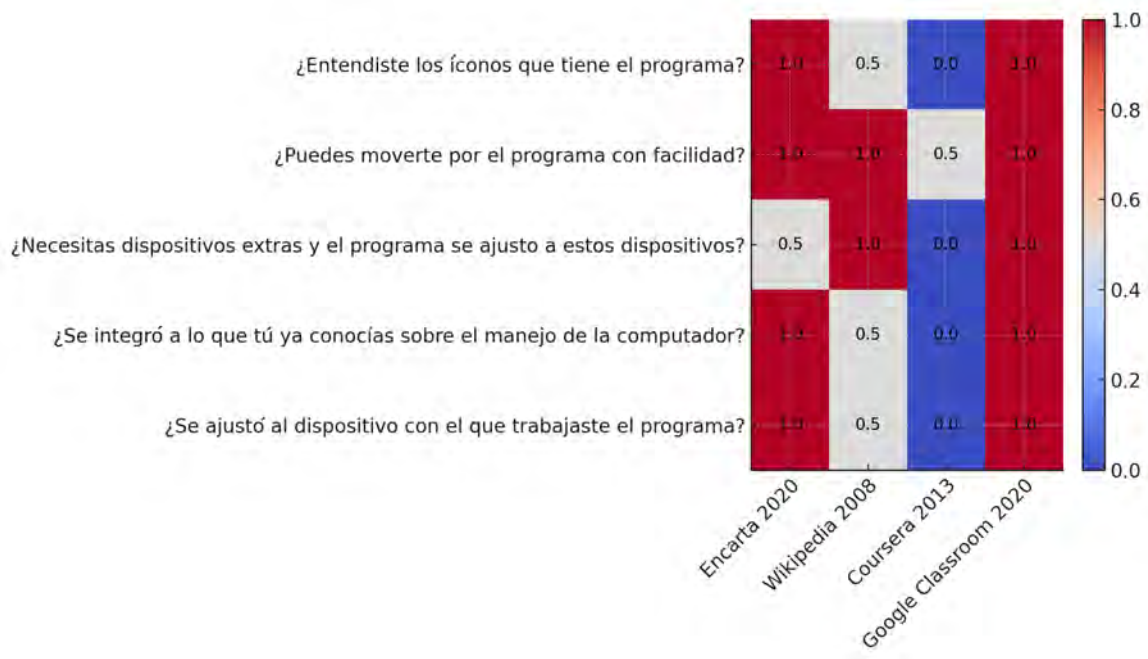 ¿Entendiste los íconos que tiene el programa? 1.0 0.5 0.0 1.0
¿Puedes moverte por el programa con facilidad? 1.0 1.0 0.5 1.0
¿Necesitas dispositivos extras y el programa se ajusto a estos dispositivos? 0.5 1.0 0.0 1.0
¿Se integró a lo que tú ya conocías sobre el manejo de la computador? 1.0 0.5 0.0 1.0
¿Se ajustó al dispositivo con el que trabajaste el programa? 1.0 0.5 0.0 1.0
Encarta 2020
Wikipedia 2008
Coursera 2013
Google Classroom 2020
1.0
0.8
0.6
0.4
0.2
0.0